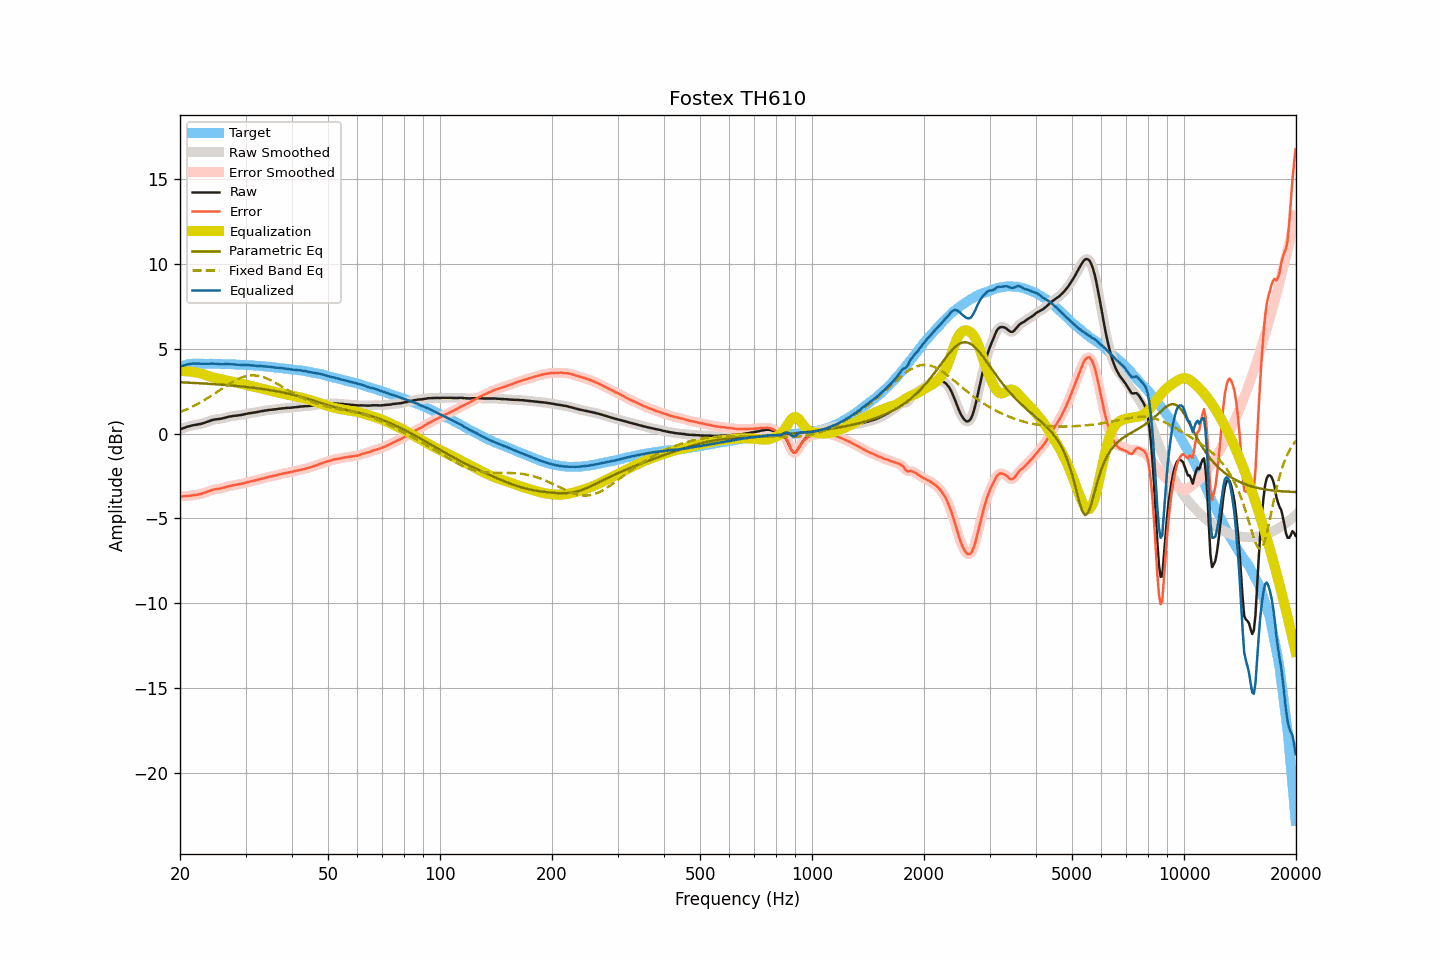 Fostex TH610
Target
Raw Smoothed
Error Smoothed
Raw
Error
Equalization
Parametric Eq
Fixed Band Eq
Equalized
15
10
5
0
−5
−10
−15
−20
Amplitude (dBr)
20 50 100 200 500 1000 2000 5000 10000 20000
Frequency (Hz)